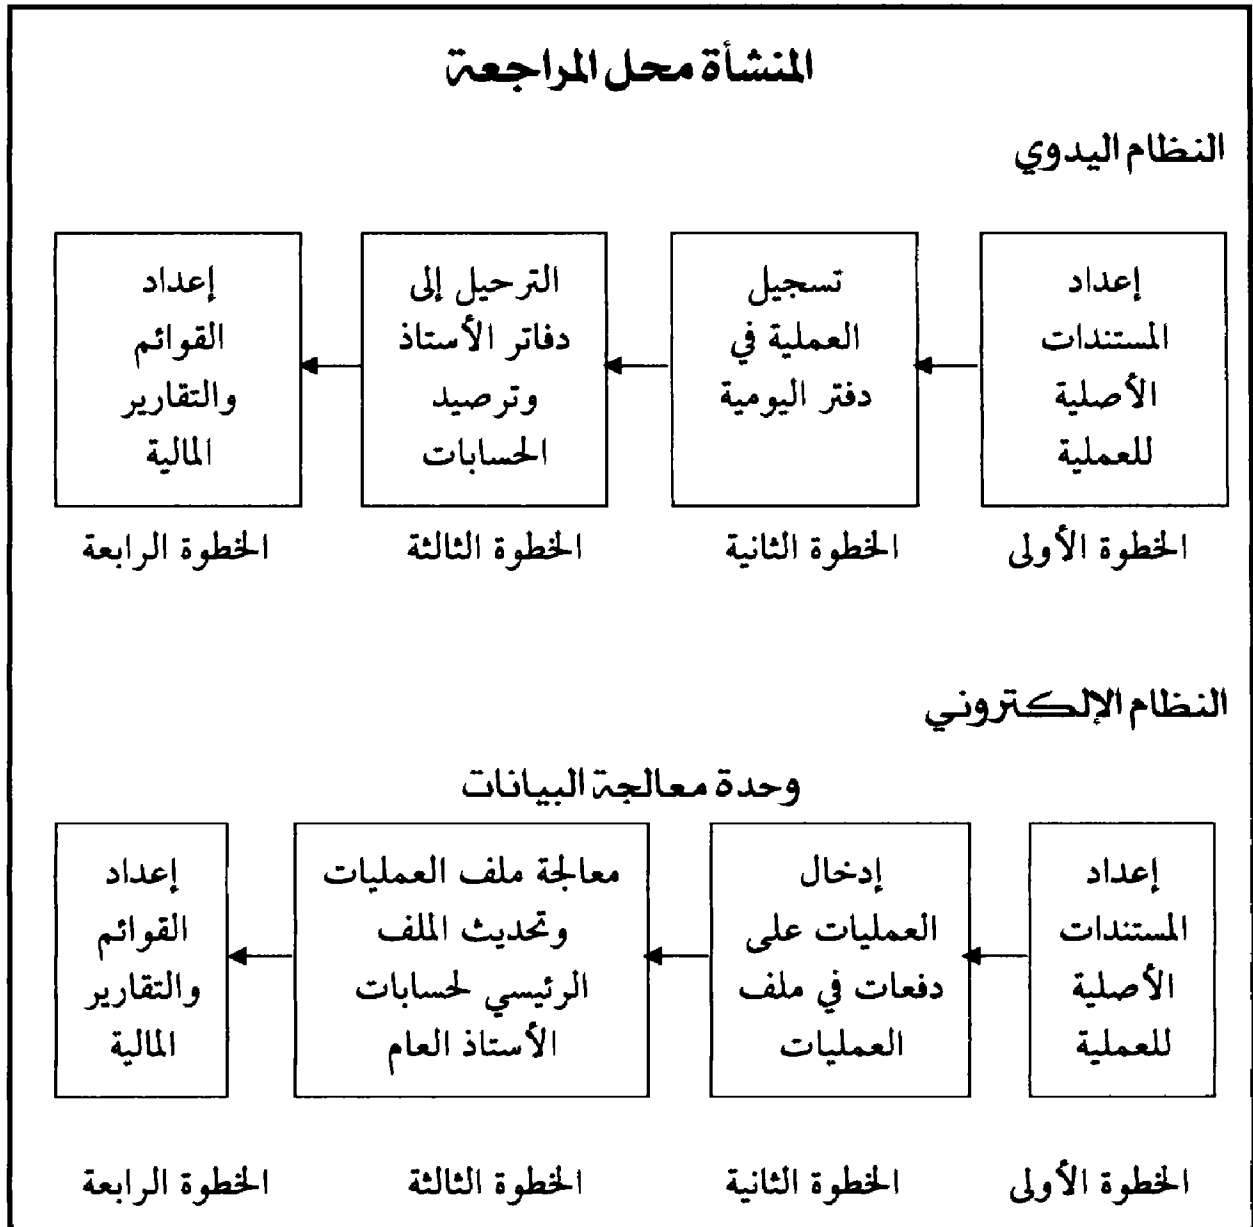 المنشأة محل المراجعة
النظام اليدوي
إعداد
المستندات
الأصلية
للعملية
تسجيل
العملية في
دفتر اليومية
الترحيل إلى
دفاتر الأستاذ
وترصيد
الحسابات
إعداد
القوائم
والتقارير
المالية
الخطوة الأولى
الخطوة الثانية
الخطوة الثالثة
الخطوة الرابعة
النظام الإلكتروني
وحدة معالجة البيانات
إعداد
المستندات
الأصلية
للعملية
إدخال
العمليات على
دفعات في ملف
العمليات
معالجة ملف العمليات
وتحديث الملف
الرئيسي لحسابات
الأستاذ العام
إعداد
القوائم
والتقارير
المالية
الخطوة الأولى
الخطوة الثانية
الخطوة الثالثة
الخطوة الرابعة